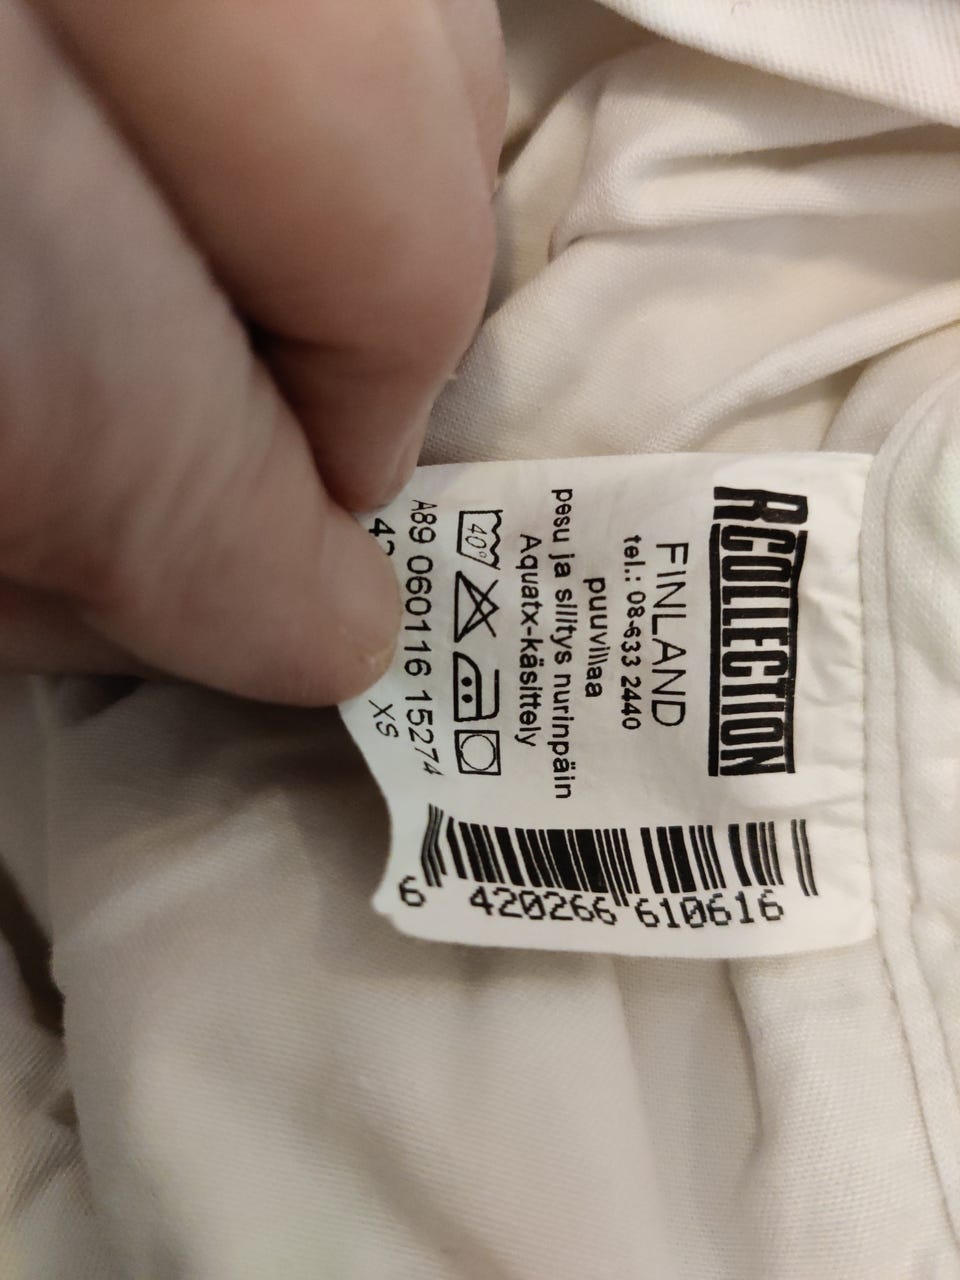 RCOLLECTION
FINLAND
tel.: 08-633 2440
puuvillaa
pesu ja silitys nurinpäin
Aquatx-käsittely
40°
A89 060116 15274
XS
6 420266 610616